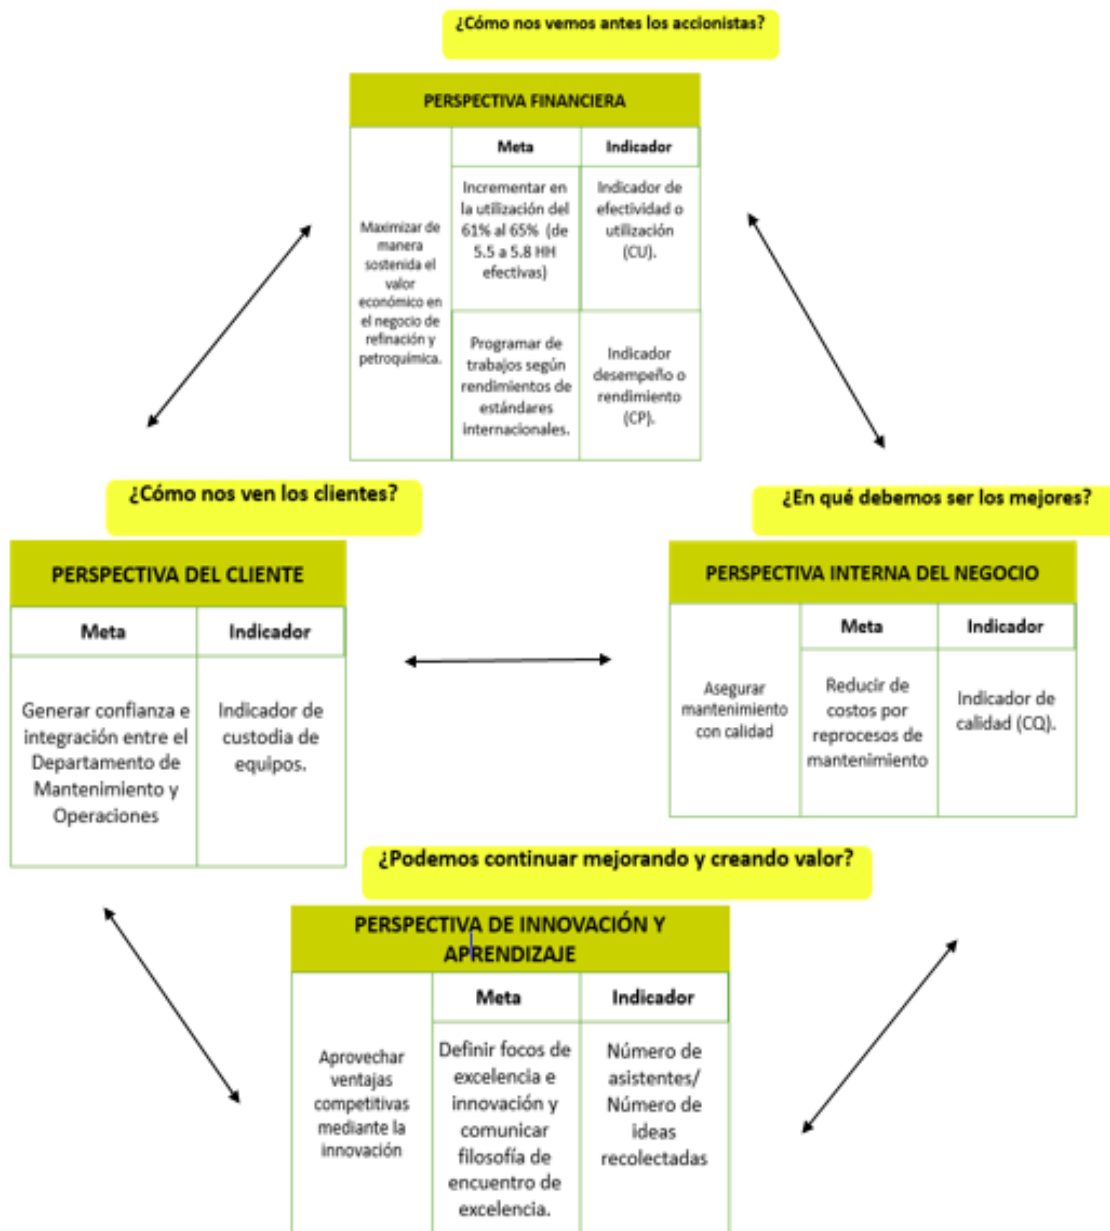 ¿Cómo nos vemos antes los accionistas?
PERSPECTIVA FINANCIERA
Meta
Indicador
Maximizar de
manera
sostenida el
valor
económico en
el negocio de
refinación y
petroquímica.
Incrementar en
la utilización del
61% al 65% (de
5.5 a 5.8 HH
efectivas)
Indicador de
efectividad o
utilización
(CU).
Programar de
trabajos según
rendimientos de
estándares
internacionales.
Indicador
desempeño o
rendimiento
(CP).
¿Cómo nos ven los clientes?
PERSPECTIVA DEL CLIENTE
Meta
Indicador
Generar confianza e
integración entre el
Departamento de
Mantenimiento y
Operaciones
Indicador de
custodia de
equipos.
¿En qué debemos ser los mejores?
PERSPECTIVA INTERNA DEL NEGOCIO
Meta
Indicador
Asegurar
mantenimiento
con calidad
Reducir de
costos por
reprocesos de
mantenimiento
Indicador de
calidad (CQ).
¿Podemos continuar mejorando y creando valor?
PERSPECTIVA DE INNOVACIÓN Y
APRENDIZAJE
Meta
Indicador
Aprovechar
ventajas
competitivas
mediante la
innovación
Definir focos de
excelencia e
innovación y
comunicar
filosofía de
encuentro de
excelencia.
Número de
asistentes/
Número de
ideas
recolectadas